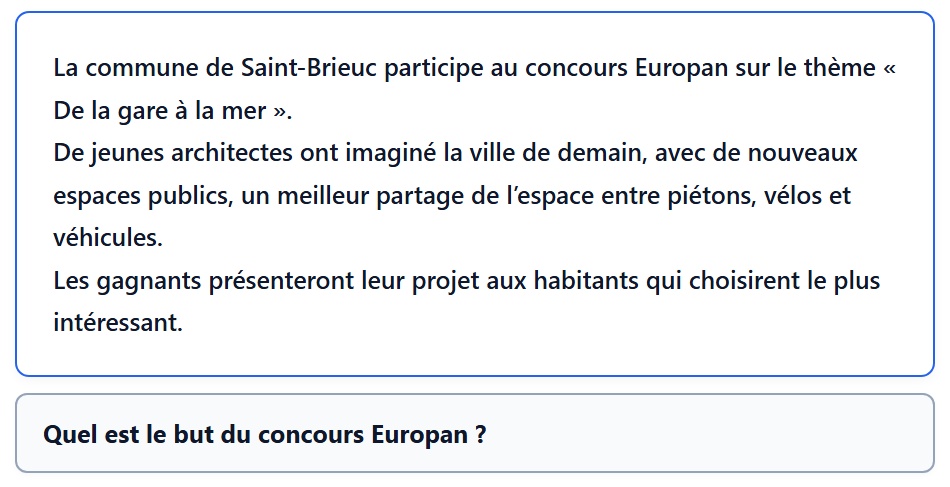 La commune de Saint-Brieuc participe au concours Europan sur le thème «
De la gare à la mer ».
De jeunes architectes ont imaginé la ville de demain, avec de nouveaux
espaces publics, un meilleur partage de l’espace entre piétons, vélos et
véhicules.
Les gagnants présenteront leur projet aux habitants qui choisirent le plus
intéressant.
Quel est le but du concours Europan ?